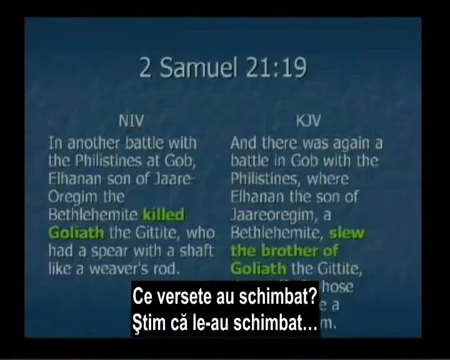 2 Samuel 21:19
NIV
In another battle with
the Philistines at Gob,
Elhanan son of Jaare-
Oregim the
Bethlehemite killed
Goliath the Gittite, who
had a spear with a shaft
like a weaver's rod.
KJV
And there was again a
battle in Gob with the
Philistines, where
Elhanan the son of
Jaareoregim, a
Bethlehemite, slew
the brother of
Goliath the Gittite,
hose
e a
m.
Ce versete au schimbat?
Ştim că le-au schimbat...